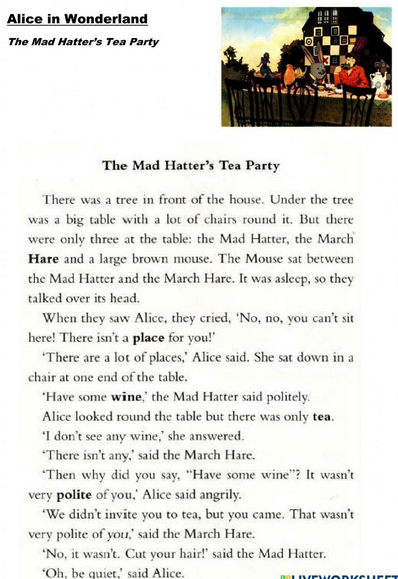 Alice in Wonderland
The Mad Hatter's Tea Party
The Mad Hatter's Tea Party
There was a tree in front of the house. Under the tree
was a big table with a lot of chairs round it. But there
were only three at the table: the Mad Hatter, the March
Hare and a large brown mouse. The Mouse sat between
the Mad Hatter and the March Hare. It was asleep, so they
talked over its head.
When they saw Alice, they cried, 'No, no, you can't sit
here! There isn't a place for you!'
'There are a lot of places,' Alice said. She sat down in a
chair at one end of the table.
'Have some wine,' the Mad Hatter said politely.
Alice looked round the table but there was only tea.
'I don't see any wine,' she answered.
'There isn't any,' said the March Hare.
'Then why did you say, "Have some wine"? It wasn't
very polite of you,' Alice said angrily.
'We didn't invite you to tea, but you came. That wasn't
very polite of you,' said the March Hare.
'No, it wasn't. Cut your hair!' said the Mad Hatter.
'Oh, be quiet,' said Alice.
LIVEWORKSHEETS